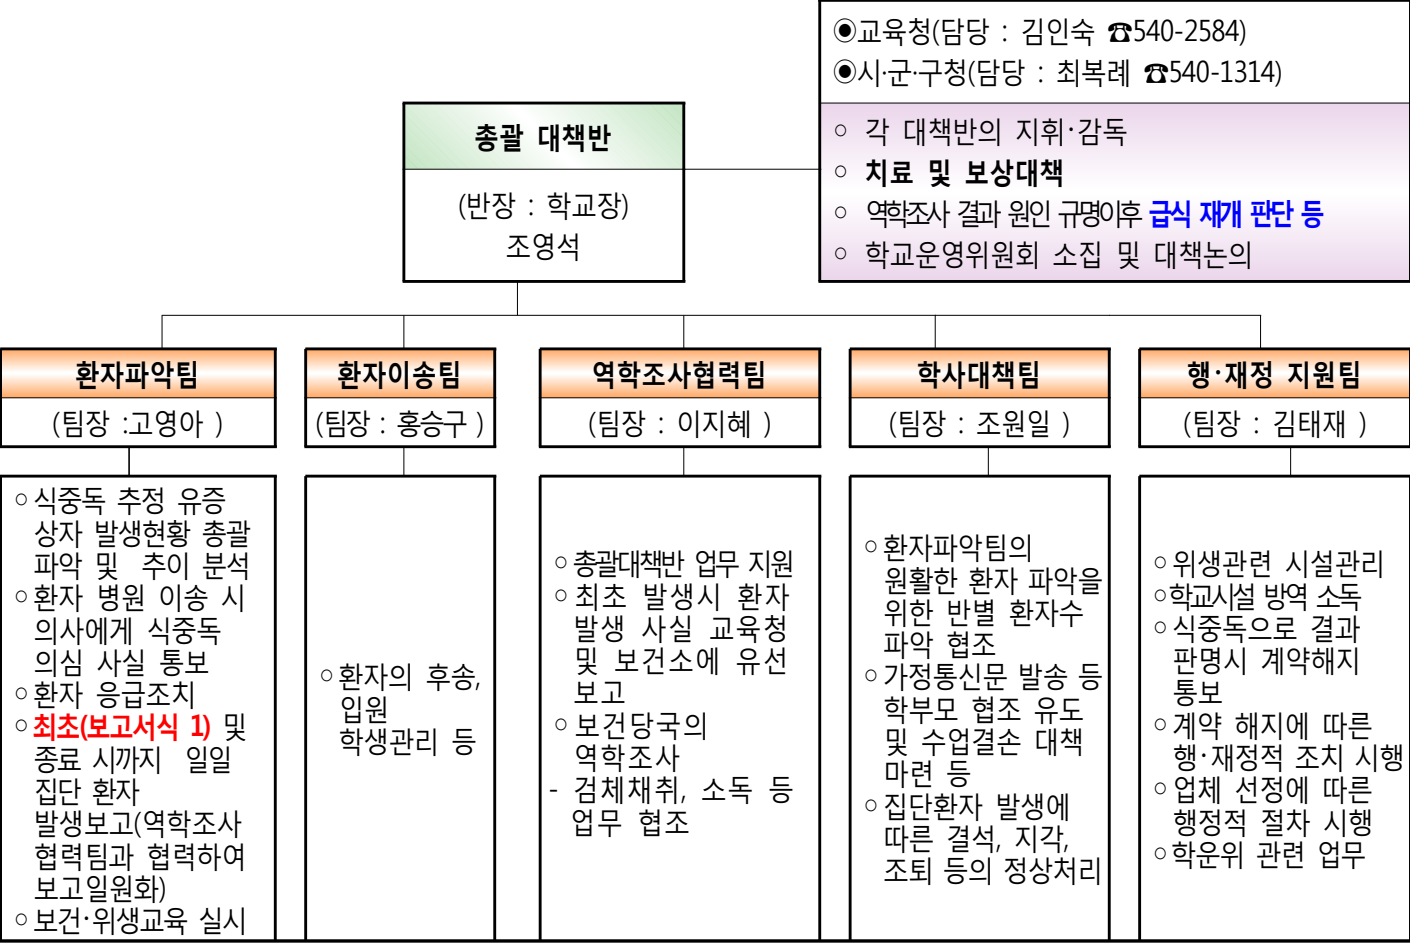 ◉교육청(담당 : 김인숙 ☎540-2584)
◉시·군·구청(담당 : 최복례 ☎540-1314)
총괄 대책반
(반장 : 학교장)
조영석
○ 각 대책반의 지휘·감독
○ 치료 및 보상대책
○ 역학조사 결과 원인 규명이후 급식 재개 판단 등
○ 학교운영위원회 소집 및 대책논의
환자파악팀
(팀장 :고영아 )
○식중독 추정 유증
상자 발생현황 총괄
파악 및 추이 분석
○환자 병원 이송 시
의사에게 식중독
의심 사실 통보
○환자 응급조치
○최초(보고서식 1) 및
종료 시까지 일일
집단 환자
발생보고(역학조사
협력팀과 협력하여
보고일원화)
○보건·위생교육 실시
환자이송팀
(팀장 : 홍승구 )
○환자의 후송,
입원
학생관리 등
역학조사협력팀
(팀장 : 이지혜 )
○총괄대책반 업무 지원
○최초 발생시 환자
발생 사실 교육청
및 보건소에 유선
보고
○보건당국의
역학조사
- 검체채취, 소독 등
업무 협조
학사대책팀
(팀장 : 조원일 )
○환자파악팀의
원활한 환자 파악을
위한 반별 환자수
파악 협조
○가정통신문 발송 등
학부모 협조 유도
및 수업결손 대책
마련 등
○집단환자 발생에
따른 결석, 지각,
조퇴 등의 정상처리
행·재정 지원팀
(팀장 : 김태재 )
○위생관련 시설관리
○학교시설 방역 소독
○식중독으로 결과
판명시 계약해지
통보
○계약 해지에 따른
행·재정적 조치 시행
○업체 선정에 따른
행정적 절차 시행
○학운위 관련 업무